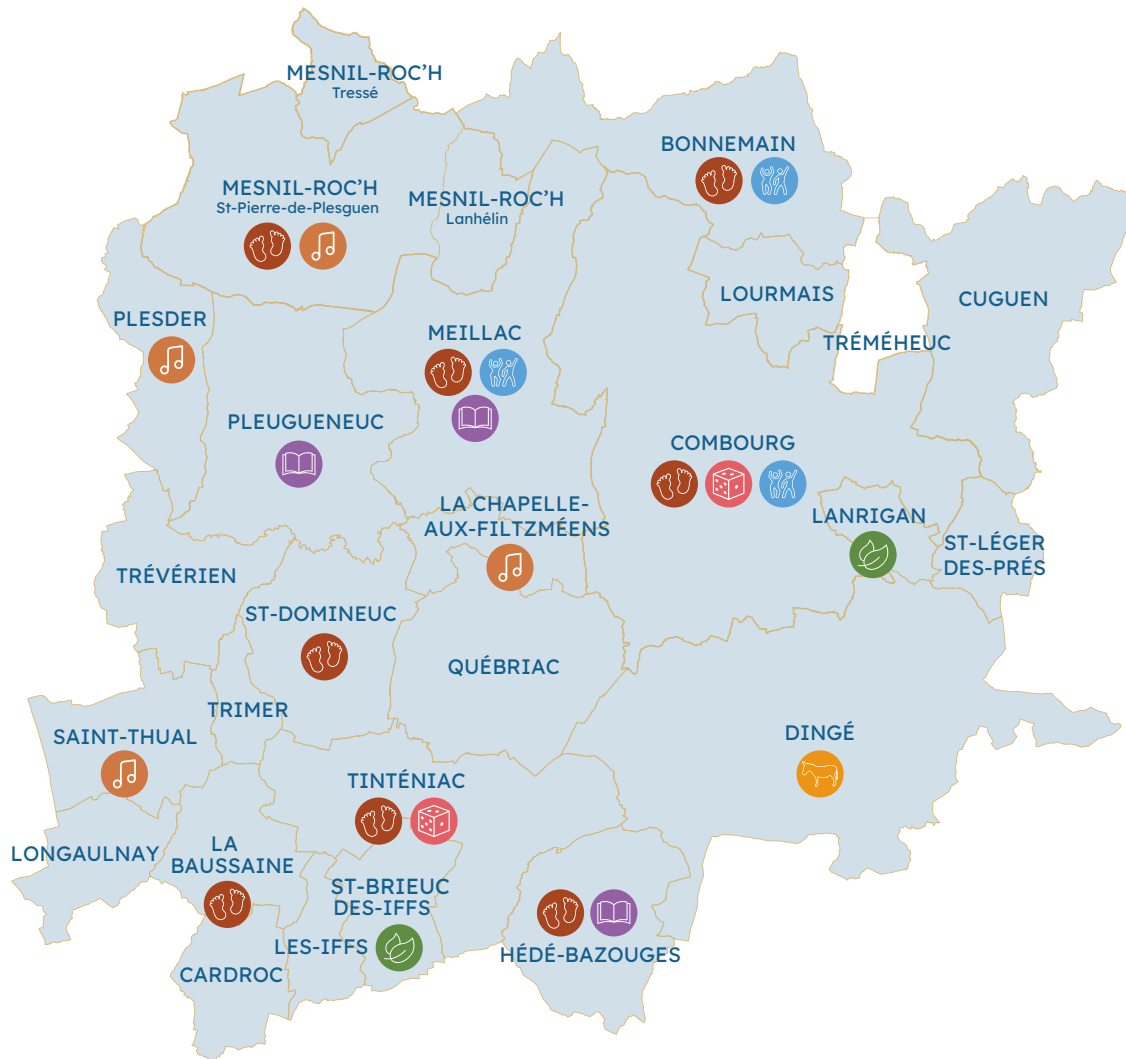 MESNIL-ROC'H
Tressé
BONNEMAIN
MESNIL-ROC'H
St-Pierre-de-Plesguen
MESNIL-ROC'H
Lanhélin
LOURMAIS
CUGUEN
PLESDER
MEILLAC
TRÉMÉHEUC
PLEUGUENEUC
COMBOURG
LA CHAPELLE-
AUX-FILTZMÉENS
LANRIGAN
ST-LÉGER
DES-PRÉS
TRÉVÉRIEN
ST-DOMINEUC
QUÉBRIAC
TRIMER
SAINT-THUAL
DINGÉ
TINTÉNIAC
LONGAULNAY
LA
BAUSSAINE
ST-BRIEUC
DES-IFFS
LES-IFFS
HÉDÉ-BAZOUGES
CARDROC